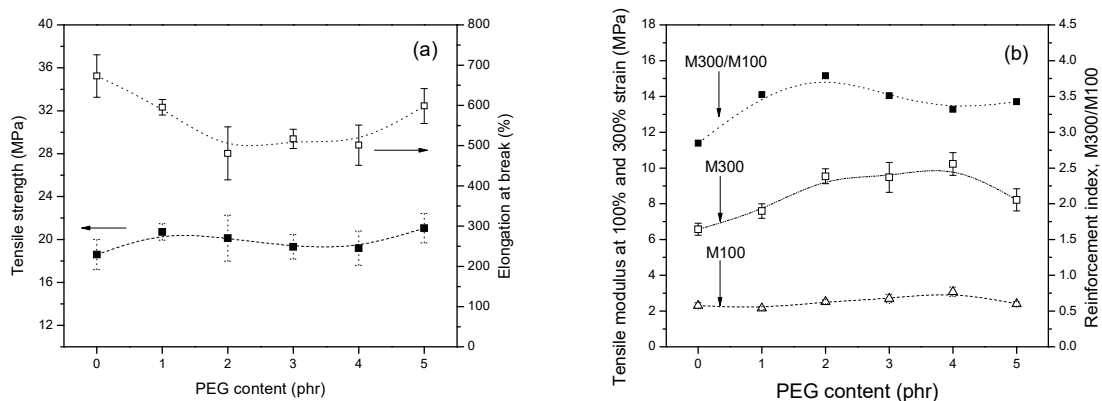 (a)
Tensile strength (MPa)
40
36
32
28
24
20
16
12
800
700
600
500
400
300
200
100
0
Elongation at break (%)
0 1 2 3 4 5
PEG content (phr)
(b)
Tensile modulus at 100% and 300% strain (MPa)
18
16
14
12
10
8
6
4
2
0
M300/M100
M300
M100
4.5
4.0
3.5
3.0
2.5
2.0
1.5
1.0
0.5
0.0
Reinforcement index, M300/M100
0 1 2 3 4 5
PEG content (phr)